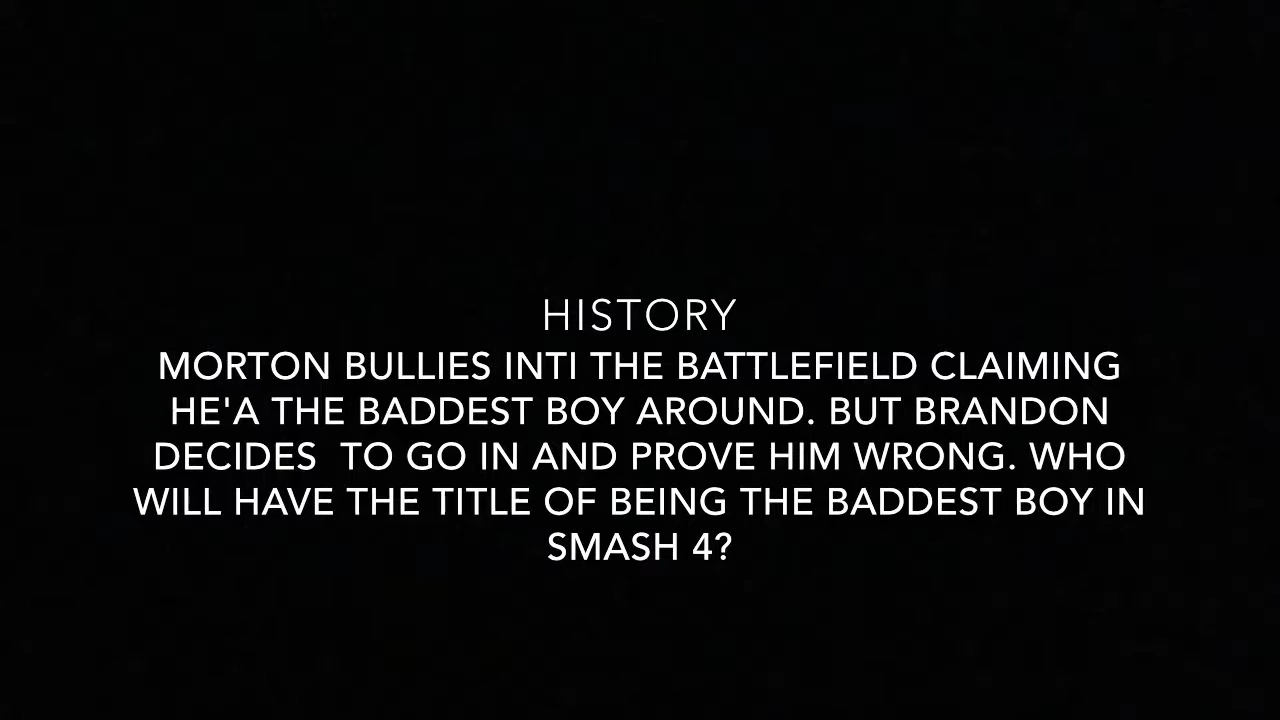 HISTORY
MORTON BULLIES INTI THE BATTLEFIELD CLAIMING
HE'A THE BADDEST BOY AROUND. BUT BRANDON
DECIDES  TO GO IN AND PROVE HIM WRONG. WHO
WILL HAVE THE TITLE OF BEING THE BADDEST BOY IN
SMASH 4?